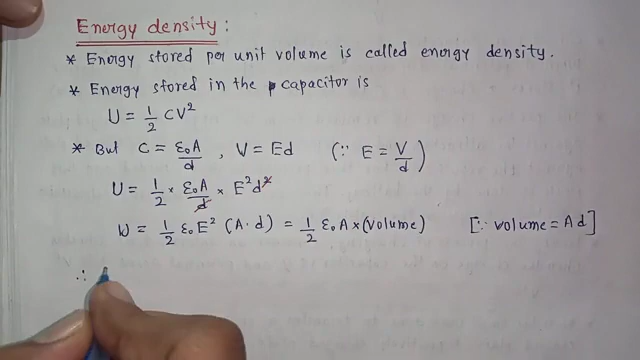 Energy density:
* Energy stored per unit volume is called energy density.
* Energy stored in the capacitor is
U = 1/2 CV²
* But C = ε₀A/d , V = Ed (∵ E = V/d)
U = 1/2 × ε₀A/d × E²d²
U = 1/2 ε₀E² (A·d) = 1/2 ε₀A×(volume) [∵ volume = Ad]
∴